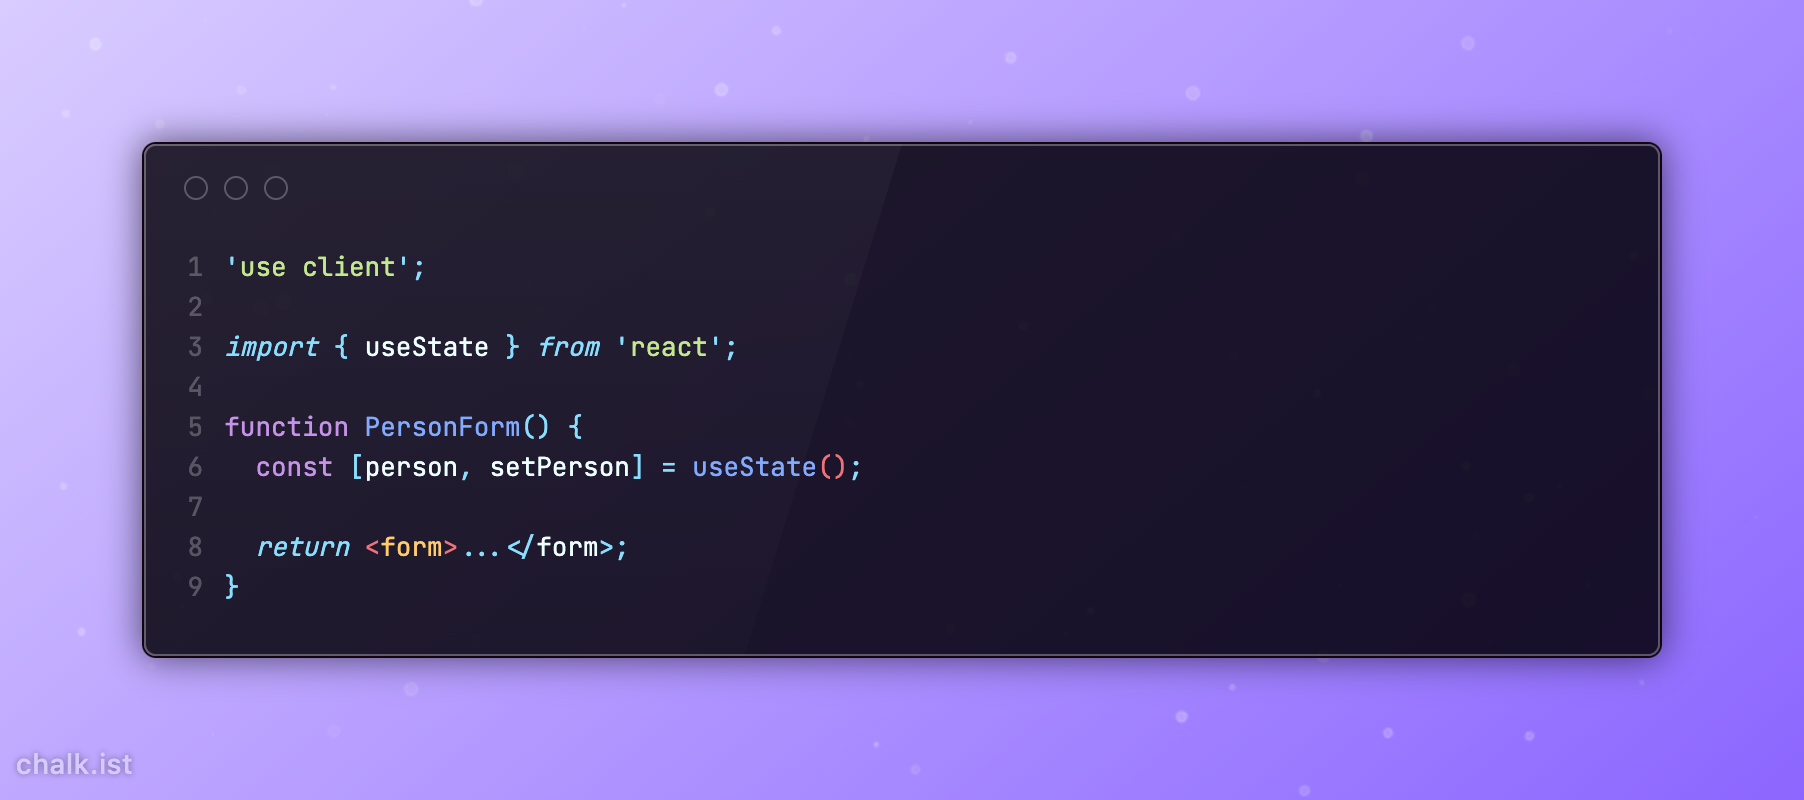 1 'use client';
2
3 import { useState } from 'react';
4
5 function PersonForm() {
6   const [person, setPerson] = useState();
7
8   return <form>...</form>;
9 }
chalk.ist